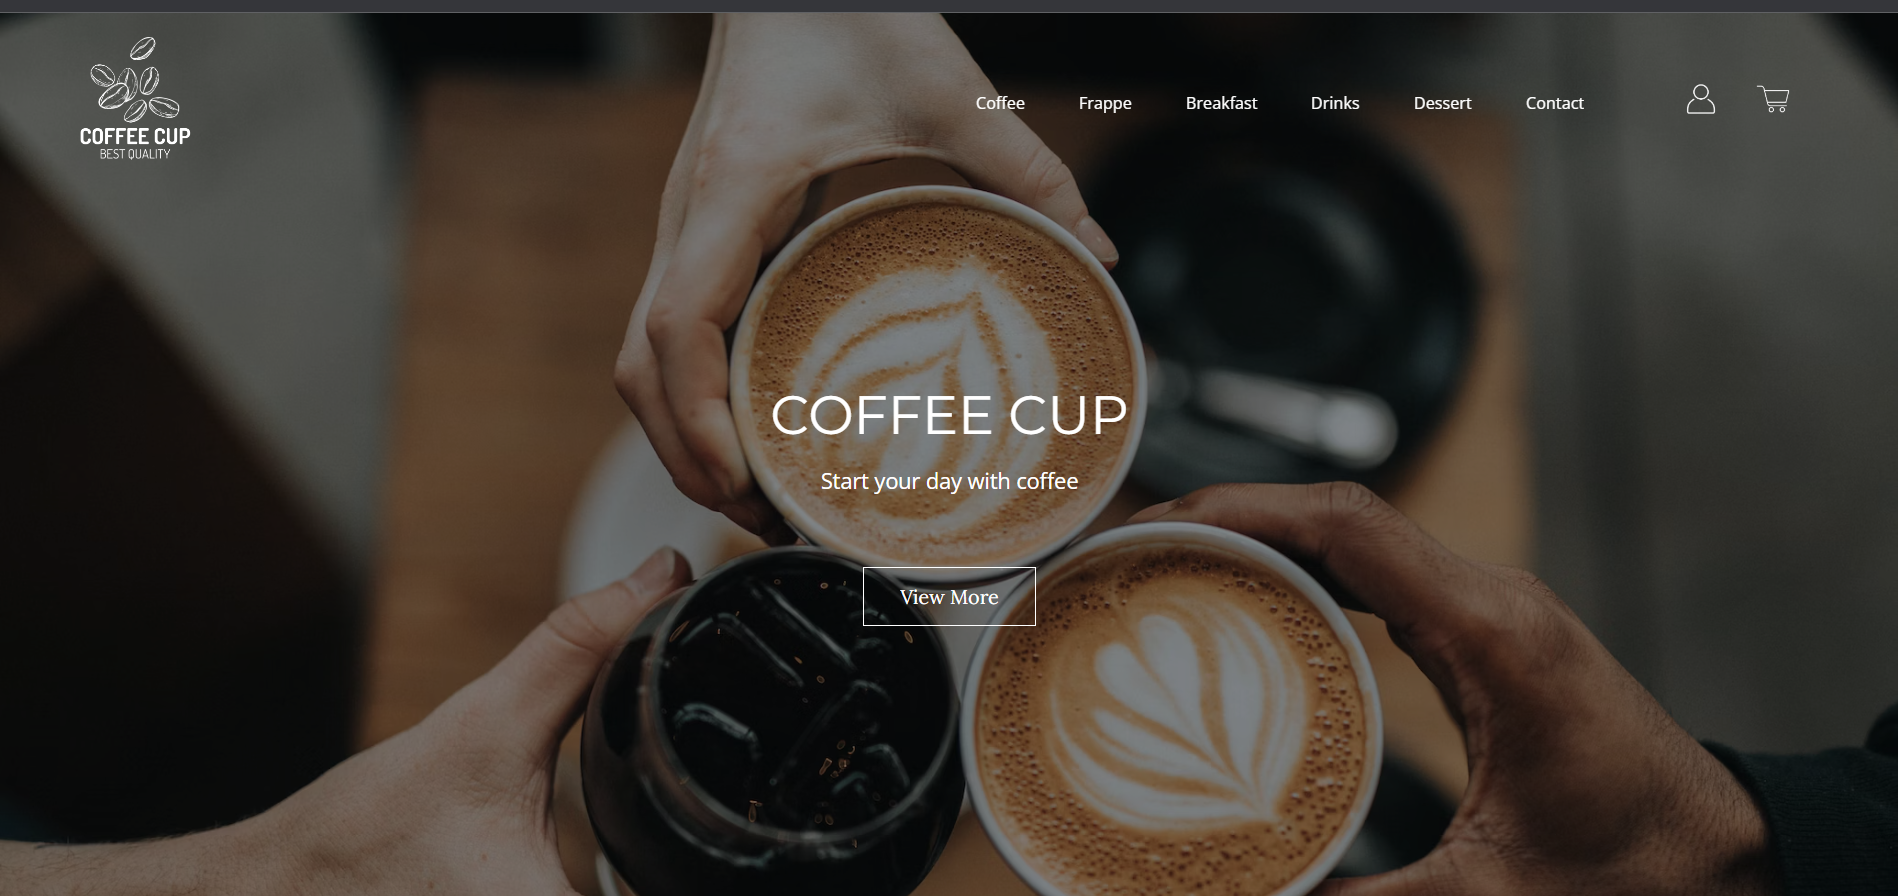 COFFEE CUP
BEST QUALITY
Coffee Frappe Breakfast Drinks Dessert Contact
COFFEE CUP
Start your day with coffee
View More